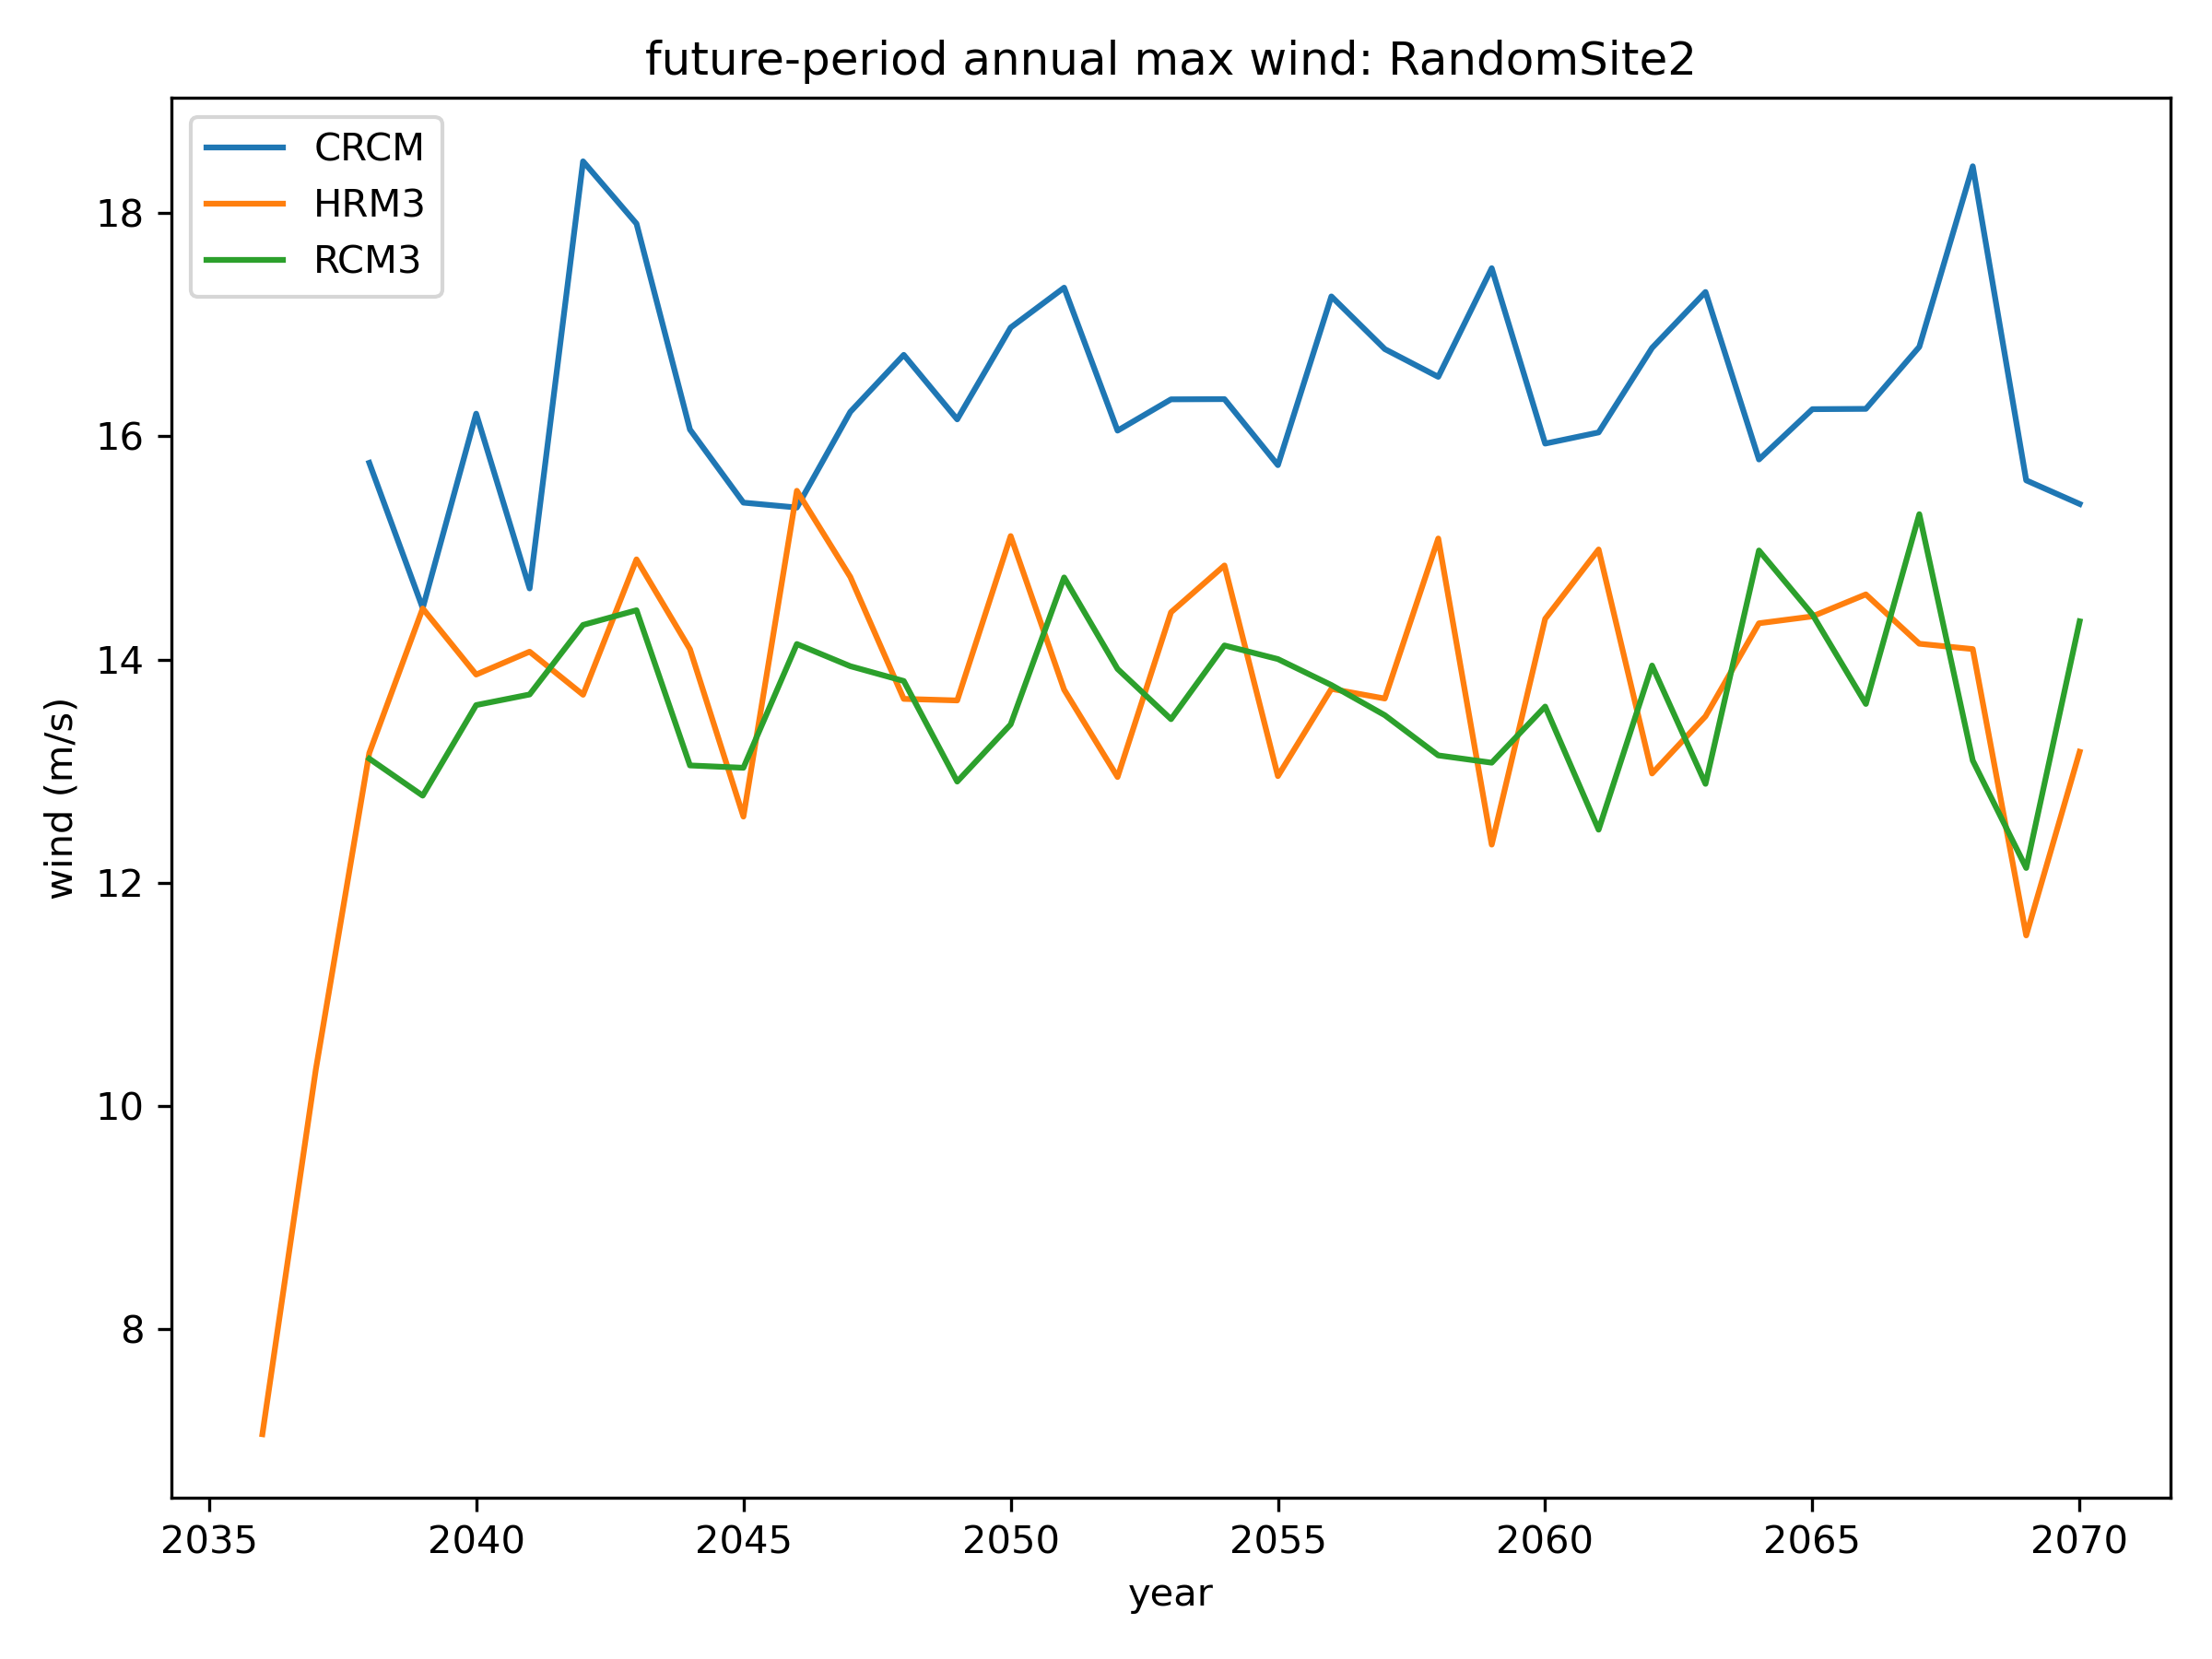 future-period annual max wind: RandomSite2
CRCM
HRM3
RCM3
18
16
14
12
10
8
wind (m/s)
2035 2040 2045 2050 2055 2060 2065 2070
year